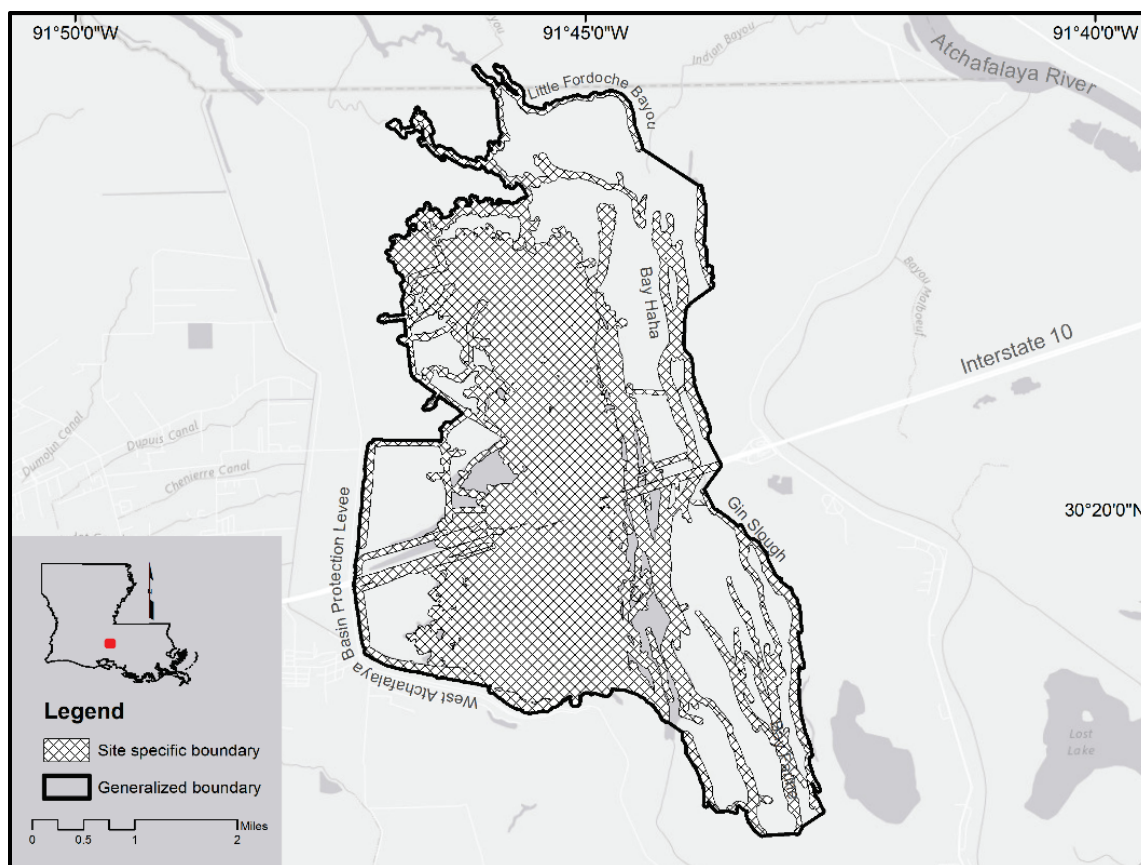 91°50'0"W
91°45'0"W
91°40'0"W
Atchafalaya River
Indian Bayou
Little Fordoche Bayou
Bay Haha
Bayou Malboeuf
Interstate 10
Dumalon Canal
Dupuis Canal
Chenierre Canal
30°20'0"N
Gin Slough
West Atchafalaya Basin Protection Levee
Lost
Lake
Legend
Site specific boundary
Generalized boundary
Miles
0 0.5 1 2